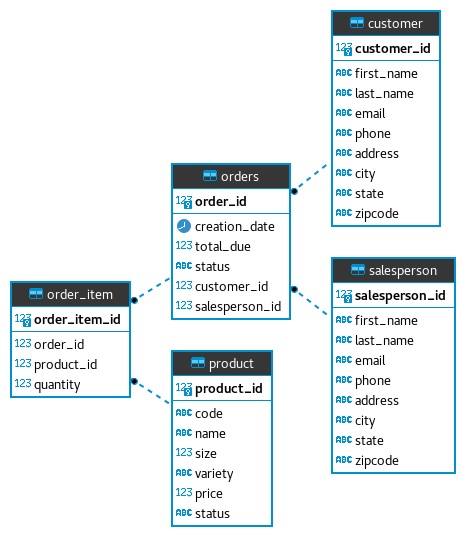 customer
123 customer_id
ABC first_name
ABC last_name
ABC email
ABC phone
ABC address
ABC city
ABC state
ABC zipcode
orders
123 order_id
creation_date
123 total_due
ABC status
123 customer_id
123 salesperson_id
salesperson
123 salesperson_id
ABC first_name
ABC last_name
ABC email
ABC phone
ABC address
ABC city
ABC state
ABC zipcode
order_item
123 order_item_id
123 order_id
123 product_id
123 quantity
product
123 product_id
ABC code
ABC name
123 size
ABC variety
123 price
ABC status